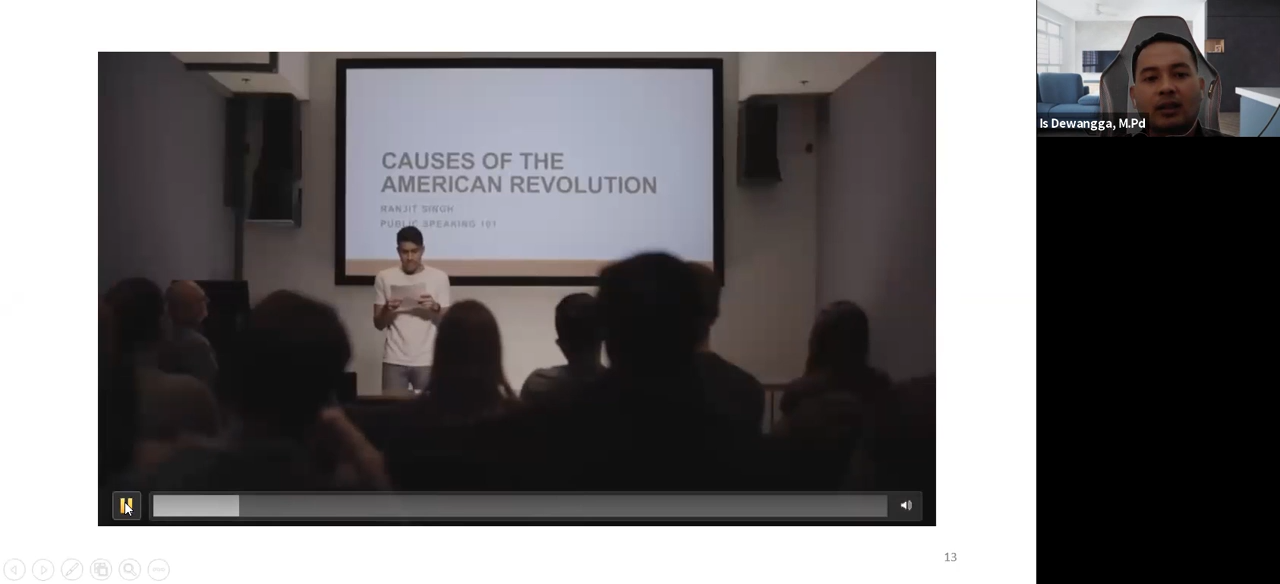 CAUSES OF THE
AMERICAN REVOLUTION
RANJIT SINGH
PUBLIC SPEAKING 101
Is Dewangga, M.Pd
13